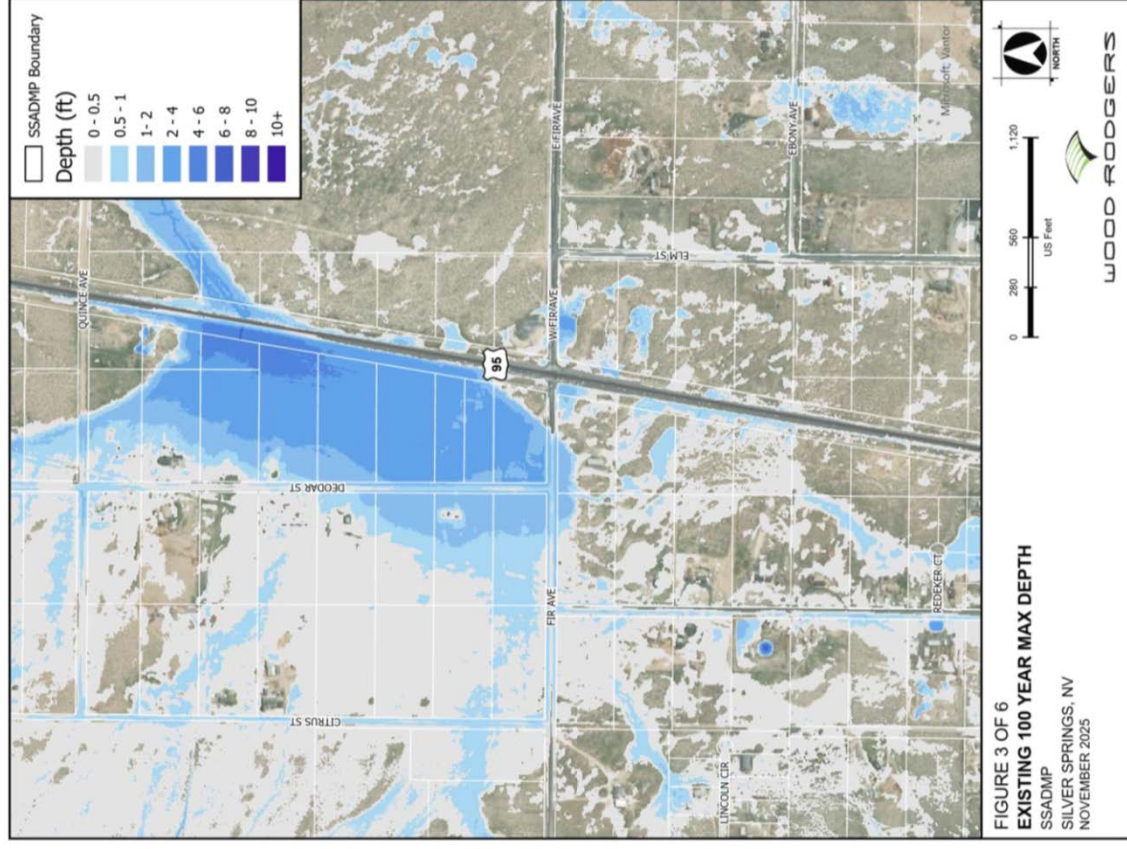 SSADMP Boundary
Depth (ft)
0 - 0.5
0.5 - 1
1- 2
2 - 4
4 - 6
6 - 8
8 - 10
10+
QUINCE AVE
DEODAR ST
CITRUS ST
95
E FIR AVE
W FIR AVE
FIR AVE
ELM ST
EBONY AVE
REDEKER CT
LINCOLN CIR
Microsoft, Vantor
FIGURE 3 OF 6
EXISTING 100 YEAR MAX DEPTH
SSADMP
SILVER SPRINGS, NV
NOVEMBER 2025
0 280 560 1,120
US Feet
NORTH
WOOD RODGERS